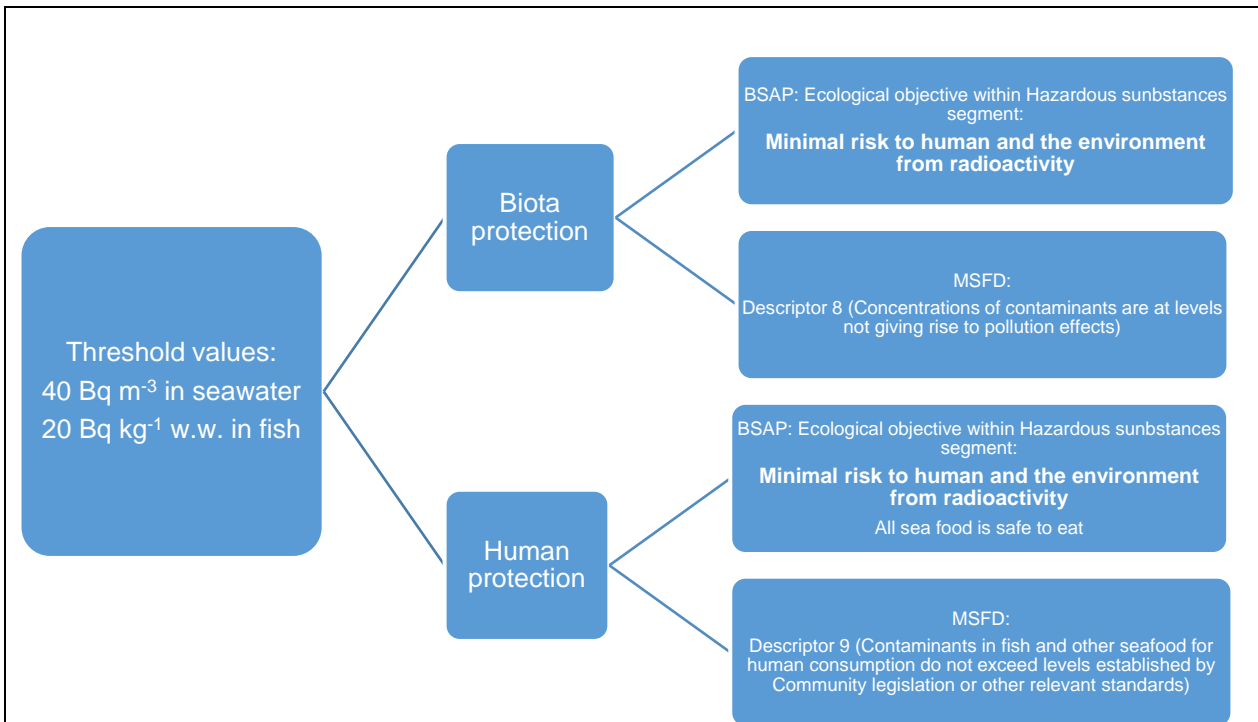 Threshold values:
40 Bq m⁻³ in seawater
20 Bq kg⁻¹ w.w. in fish
Biota
protection
BSAP: Ecological objective within Hazardous sunbstances
segment:
Minimal risk to human and the environment
from radioactivity
MSFD:
Descriptor 8 (Concentrations of contaminants are at levels
not giving rise to pollution effects)
Human
protection
BSAP: Ecological objective within Hazardous sunbstances
segment:
Minimal risk to human and the environment
from radioactivity
All sea food is safe to eat
MSFD:
Descriptor 9 (Contaminants in fish and other seafood for
human consumption do not exceed levels established by
Community legislation or other relevant standards)